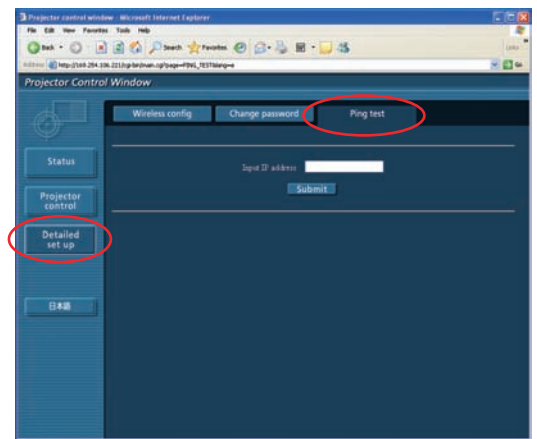 Projector control window - Microsoft Internet Explorer
File Edit View Favorites Tools Help
Back Search Favorites Links
Address Go
Projector Control Window
Wireless config Change password Ping test
Status
Input IP address
Submit
Projector
control
Detailed
set up
日本語